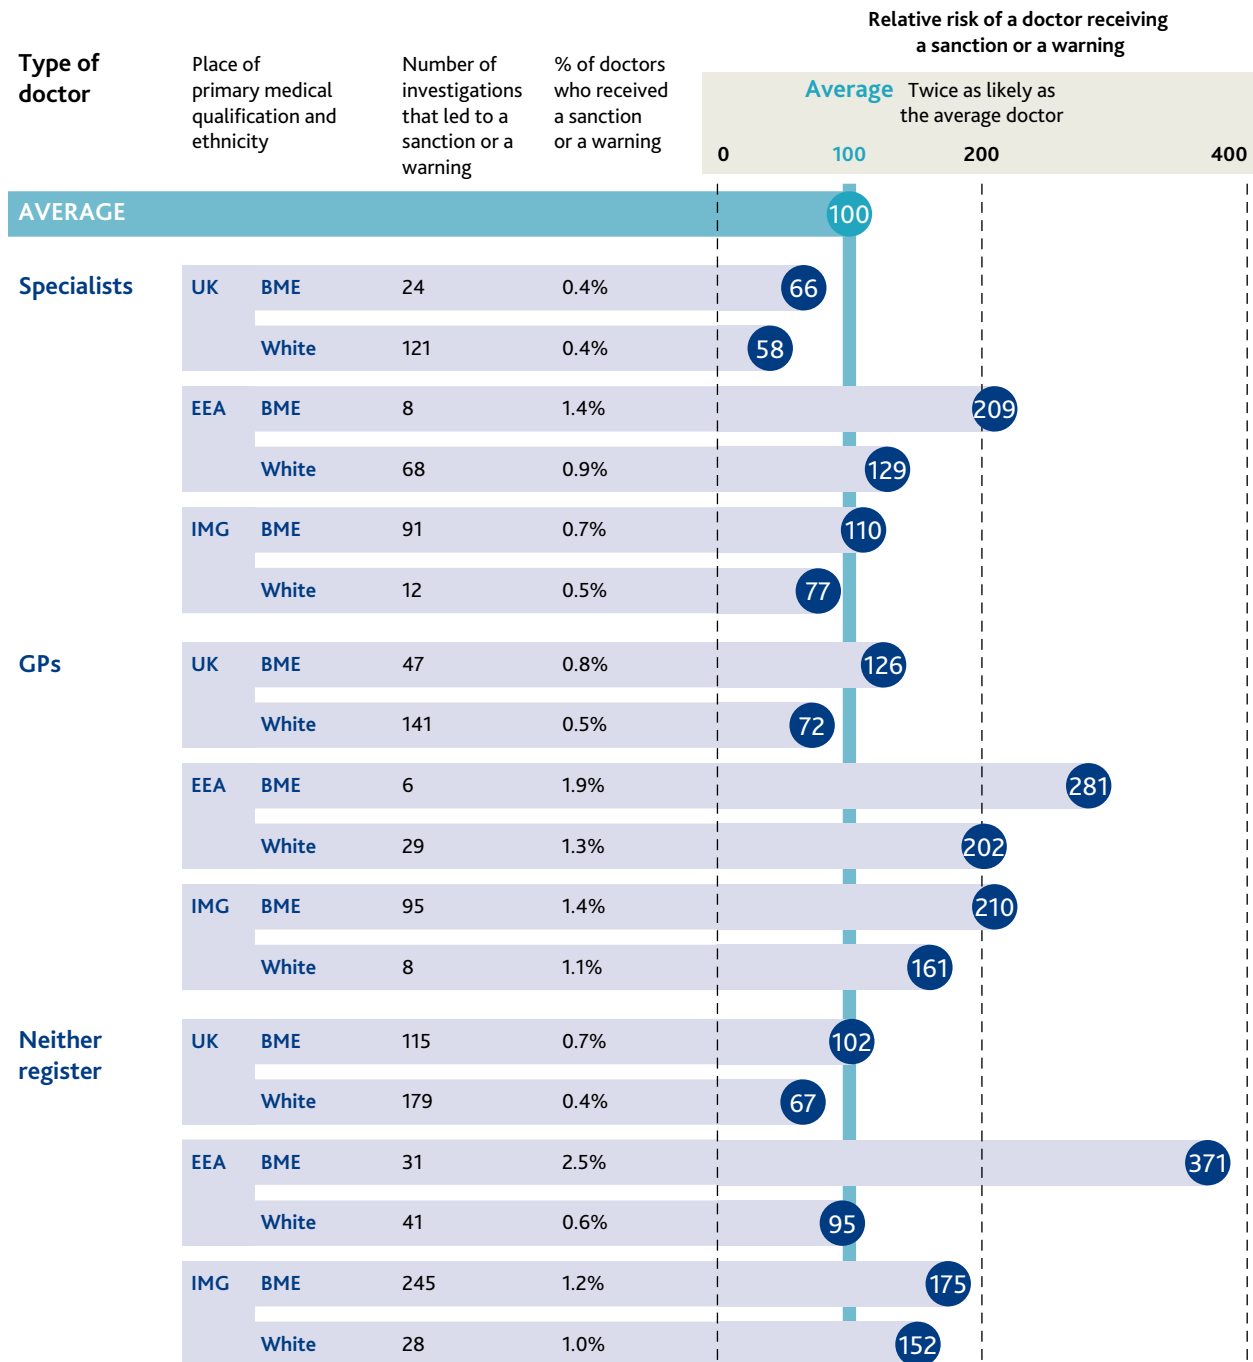 Relative risk of a doctor receiving
a sanction or a warning
Type of
doctor
Place of
primary medical
qualification and
ethnicity
Number of
investigations
that led to a
sanction or a
warning
% of doctors
who received
a sanction
or a warning
Average Twice as likely as
the average doctor
0 100 200 400
AVERAGE 100
Specialists UK BME 24 0.4% 66
White 121 0.4% 58
EEA BME 8 1.4% 209
White 68 0.9% 129
IMG BME 91 0.7% 110
White 12 0.5% 77
GPs UK BME 47 0.8% 126
White 141 0.5% 72
EEA BME 6 1.9% 281
White 29 1.3% 202
IMG BME 95 1.4% 210
White 8 1.1% 161
Neither
register
UK BME 115 0.7% 102
White 179 0.4% 67
EEA BME 31 2.5% 371
White 41 0.6% 95
IMG BME 245 1.2% 175
White 28 1.0% 152